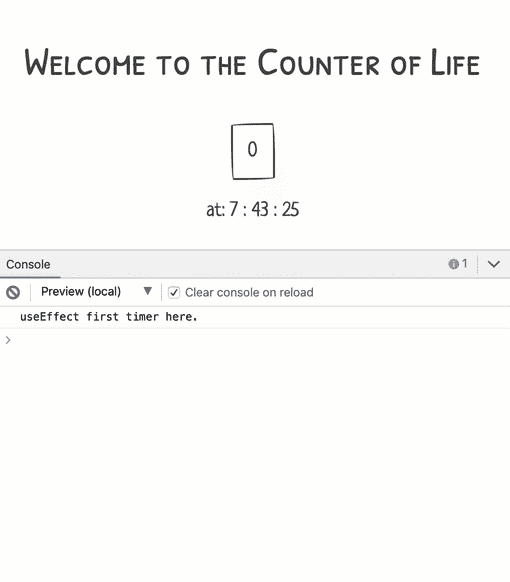 Welcome to the Counter of Life
0
at: 7 : 43 : 25
Console
1
Preview (local)
Clear console on reload
useEffect first timer here.